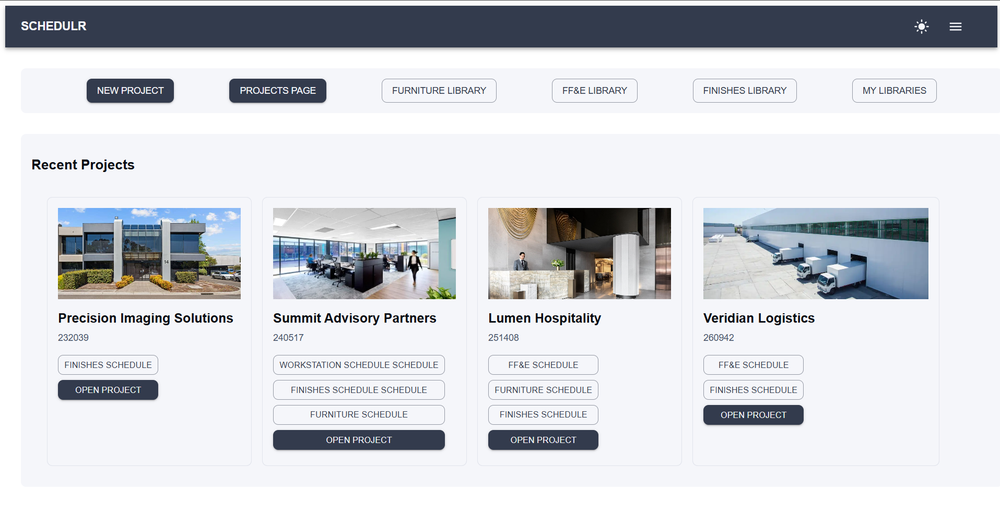 SCHEDULR
NEW PROJECT
PROJECTS PAGE
FURNITURE LIBRARY
FF&E LIBRARY
FINISHES LIBRARY
MY LIBRARIES
Recent Projects
14
Precision Imaging Solutions
232039
FINISHES SCHEDULE
OPEN PROJECT
Summit Advisory Partners
240517
WORKSTATION SCHEDULE SCHEDULE
FINISHES SCHEDULE SCHEDULE
FURNITURE SCHEDULE
OPEN PROJECT
Lumen Hospitality
251408
FF&E SCHEDULE
FURNITURE SCHEDULE
FINISHES SCHEDULE
OPEN PROJECT
Veridian Logistics
260942
FF&E SCHEDULE
FINISHES SCHEDULE
OPEN PROJECT